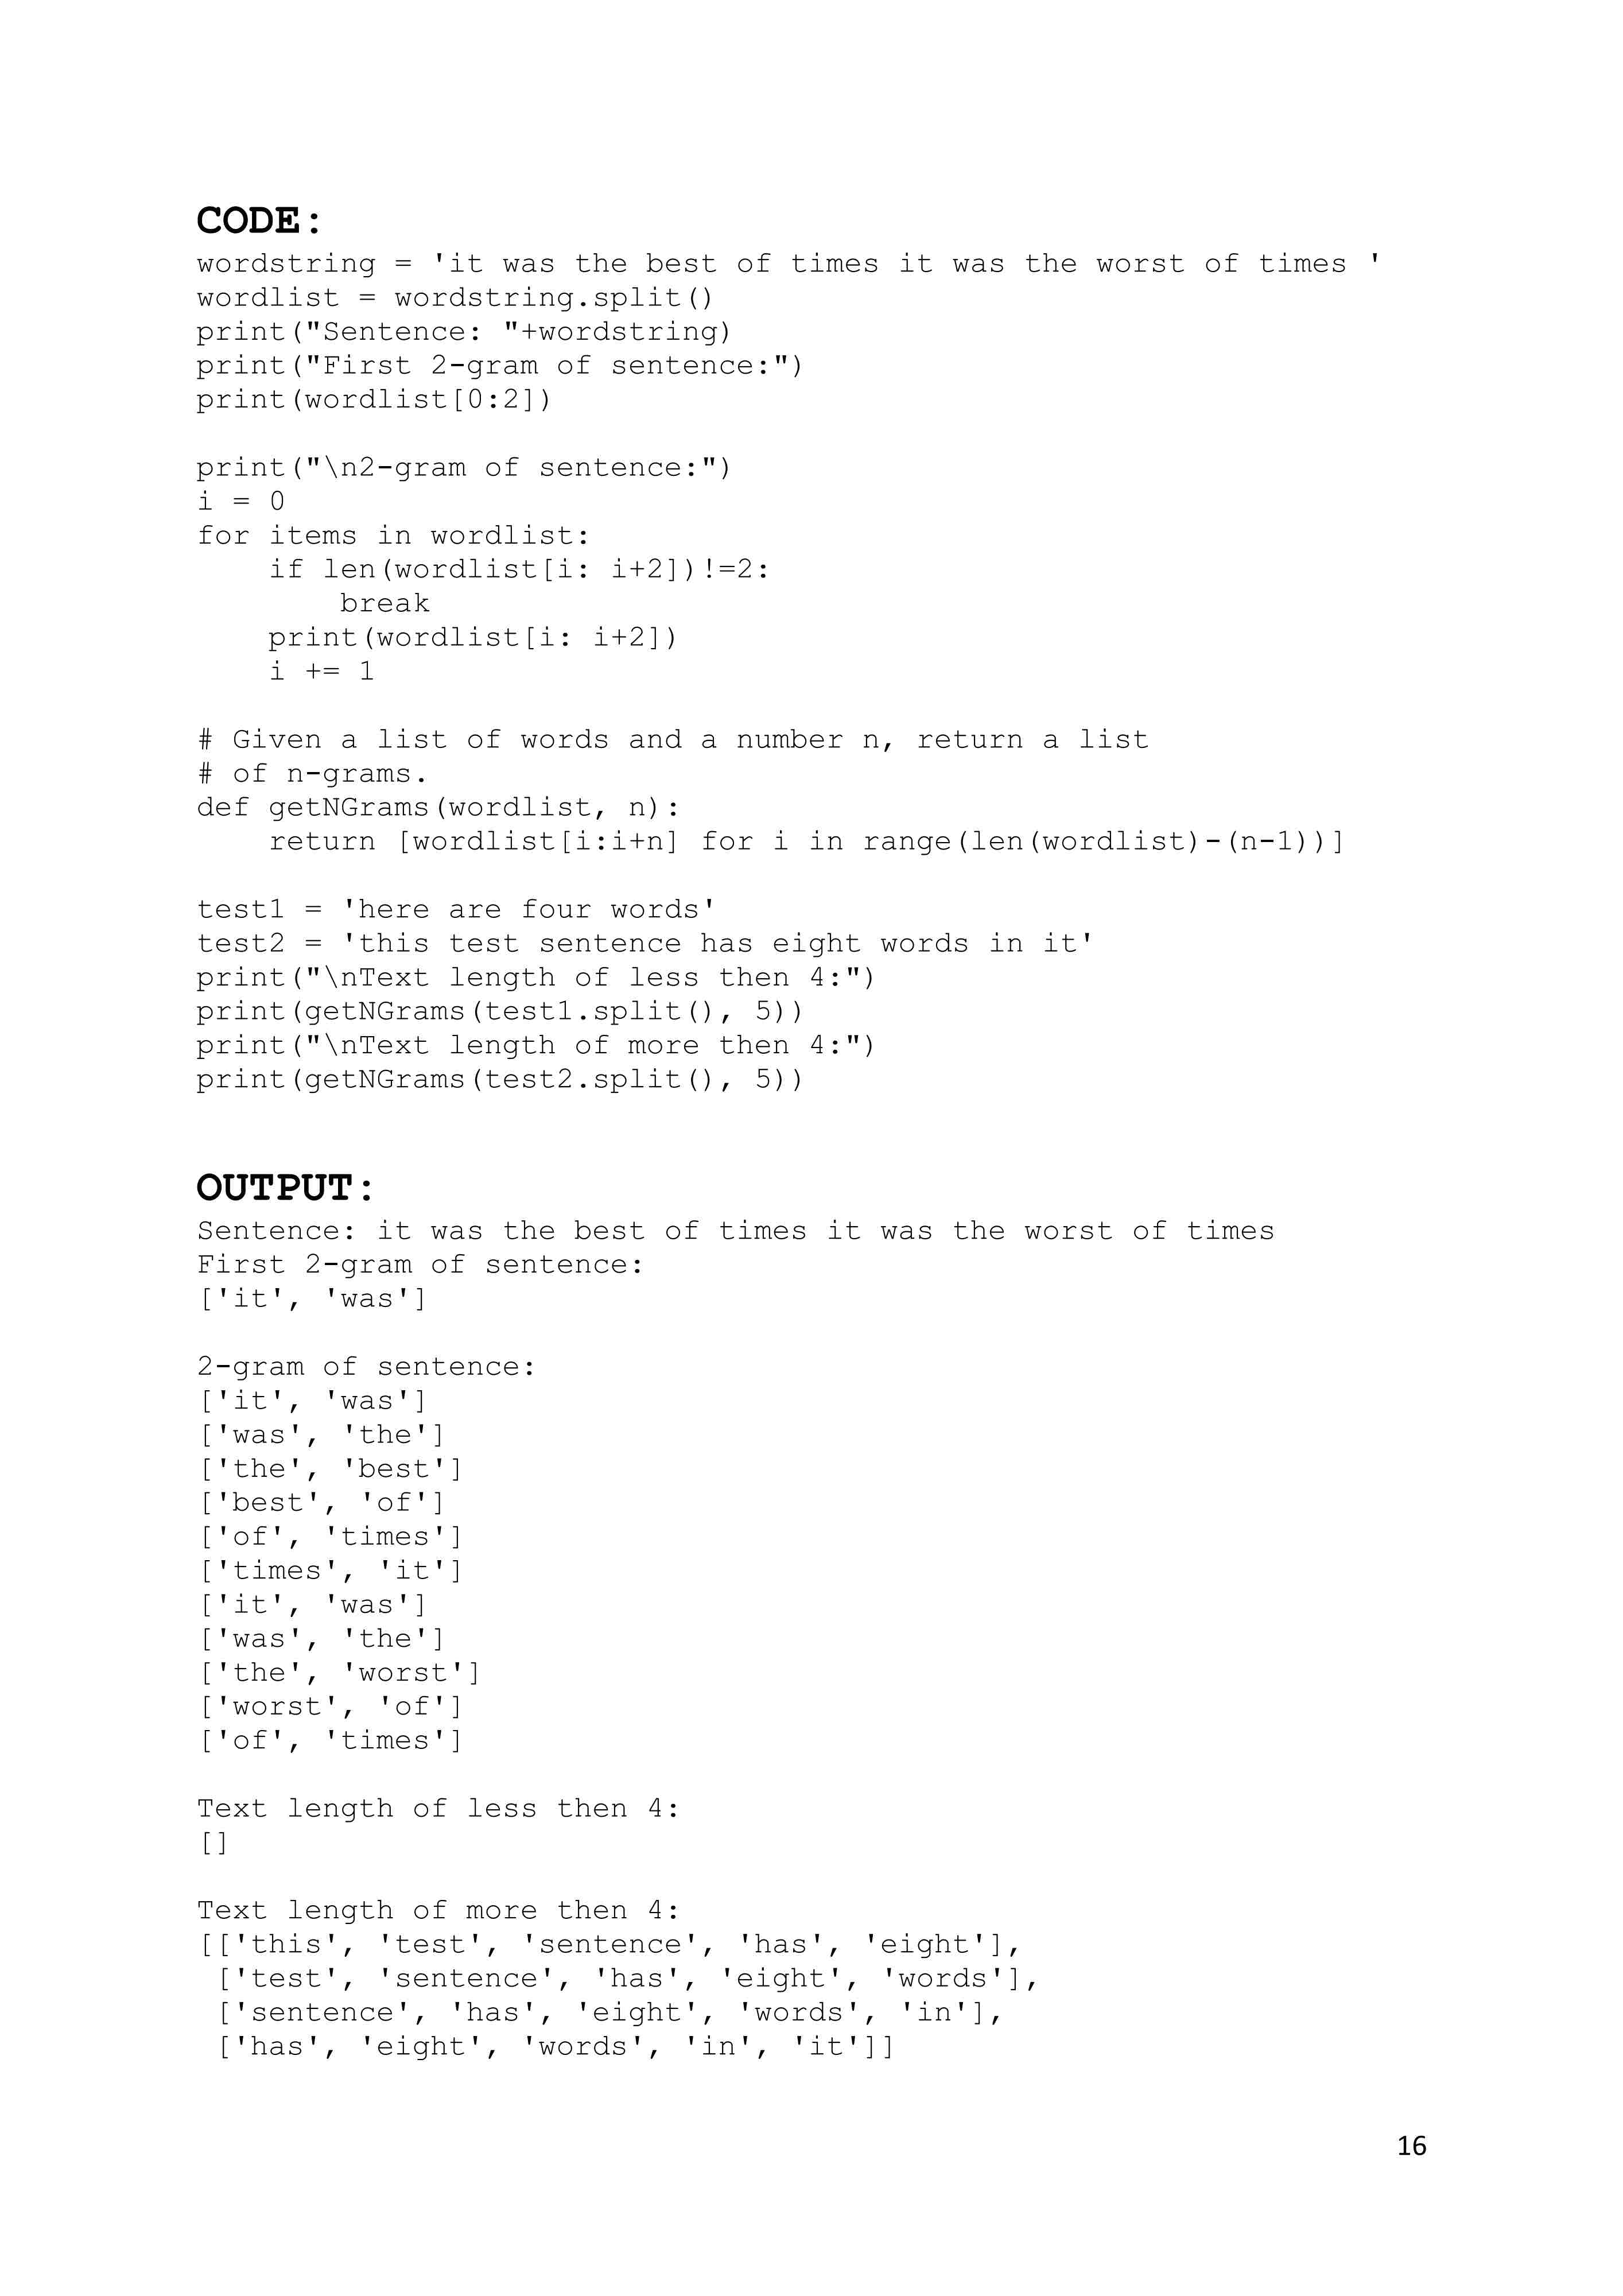 CODE:
wordstring = 'it was the best of times it was the worst of times '
wordlist = wordstring.split()
print("Sentence: "+wordstring)
print("First 2-gram of sentence:")
print(wordlist[0:2])

print("\n2-gram of sentence:")
i = 0
for items in wordlist:
    if len(wordlist[i: i+2])!=2:
        break
    print(wordlist[i: i+2])
    i += 1

# Given a list of words and a number n, return a list
# of n-grams.
def getNGrams(wordlist, n):
    return [wordlist[i:i+n] for i in range(len(wordlist)-(n-1))]

test1 = 'here are four words'
test2 = 'this test sentence has eight words in it'
print("\nText length of less then 4:")
print(getNGrams(test1.split(), 5))
print("\nText length of more then 4:")
print(getNGrams(test2.split(), 5))

OUTPUT:
Sentence: it was the best of times it was the worst of times
First 2-gram of sentence:
['it', 'was']

2-gram of sentence:
['it', 'was']
['was', 'the']
['the', 'best']
['best', 'of']
['of', 'times']
['times', 'it']
['it', 'was']
['was', 'the']
['the', 'worst']
['worst', 'of']
['of', 'times']

Text length of less then 4:
[]

Text length of more then 4:
[['this', 'test', 'sentence', 'has', 'eight'],
 ['test', 'sentence', 'has', 'eight', 'words'],
 ['sentence', 'has', 'eight', 'words', 'in'],
 ['has', 'eight', 'words', 'in', 'it']]
16